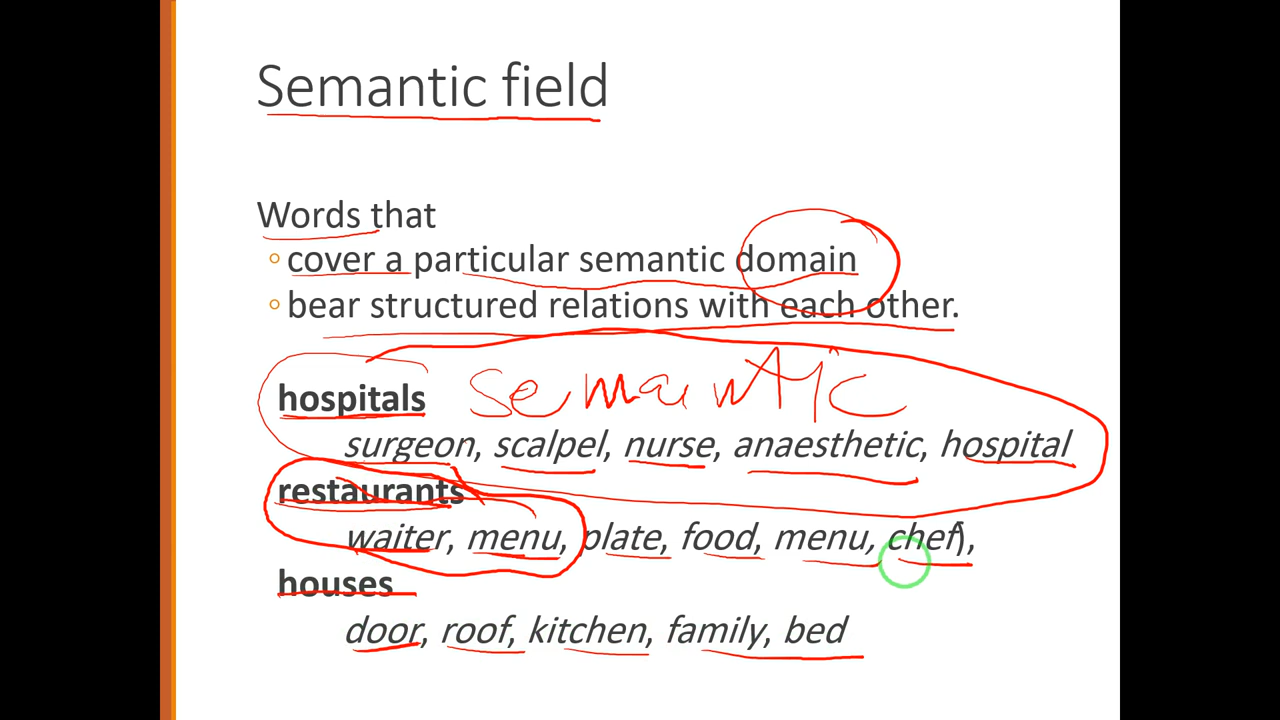 Semantic field
Words that
◦ cover a particular semantic domain
◦ bear structured relations with each other.
hospitals semantic
surgeon, scalpel, nurse, anaesthetic, hospital
restaurants
waiter, menu, plate, food, menu, chef),
houses
door, roof, kitchen, family, bed